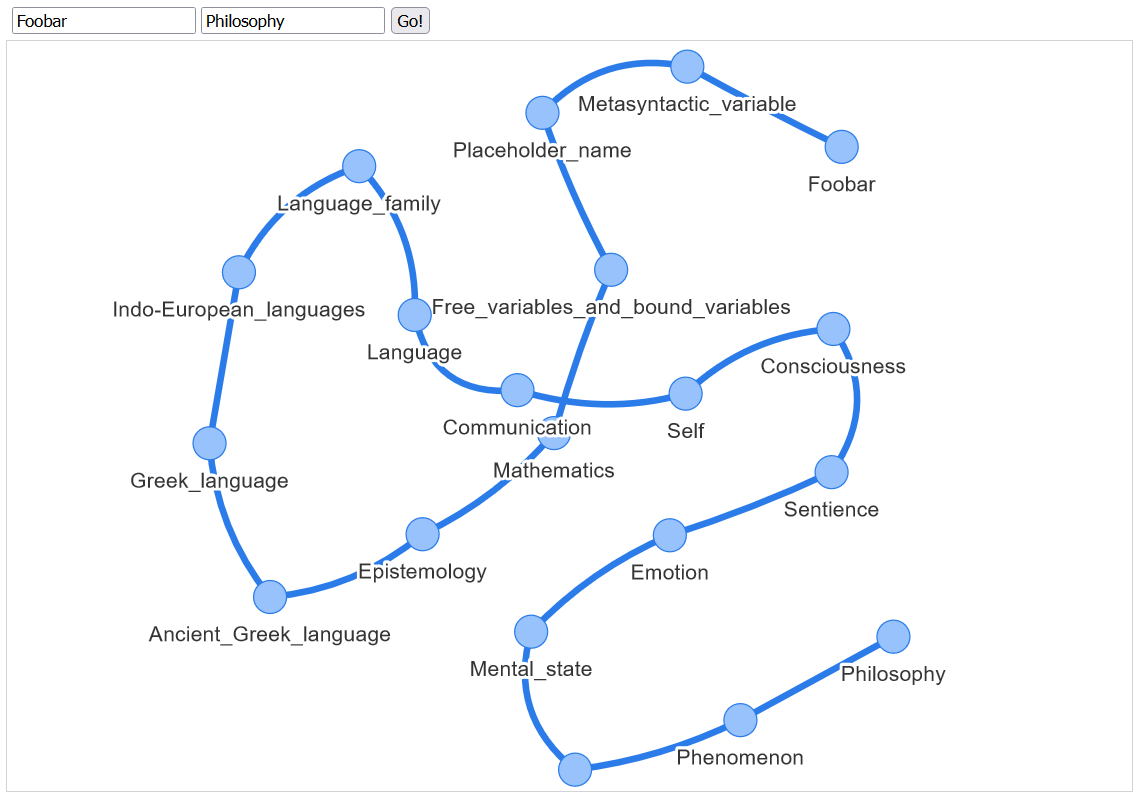 Foobar Philosophy Go!
Metasyntactic_variable
Placeholder_name
Foobar
Language_family
Indo-European_languages
Free_variables_and_bound_variables
Language
Consciousness
Communication
Self
Mathematics
Greek_language
Sentience
Epistemology
Emotion
Ancient_Greek_language
Mental_state
Philosophy
Phenomenon